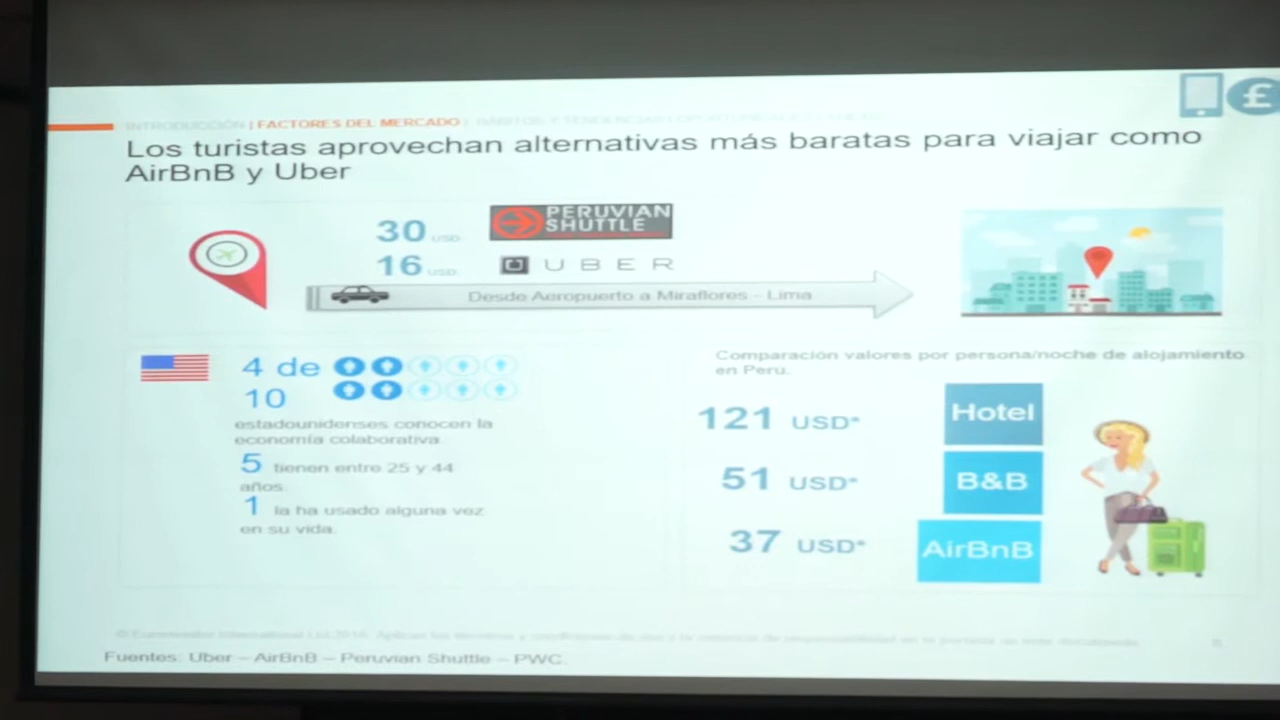 INTRODUCCIÓN | FACTORES DEL MERCADO |
Los turistas aprovechan alternativas más baratas para viajar como
AirBnB y Uber
£
30 USD
PERUVIAN
SHUTTLE
16 USD
UBER
Desde Aeropuerto a Miraflores - Lima
4 de
10
estadounidenses conocen la
economía colaborativa.
5 tienen entre 25 y 44
años.
1 la ha usado alguna vez
en su vida.
Comparación valores por persona/noche de alojamiento
en Perú.
121 USD*
Hotel
51 USD*
B&B
37 USD*
AirBnB
© Euromonitor International
Fuentes: Uber – AirBnB – Peruvian Shuttle – PWC.